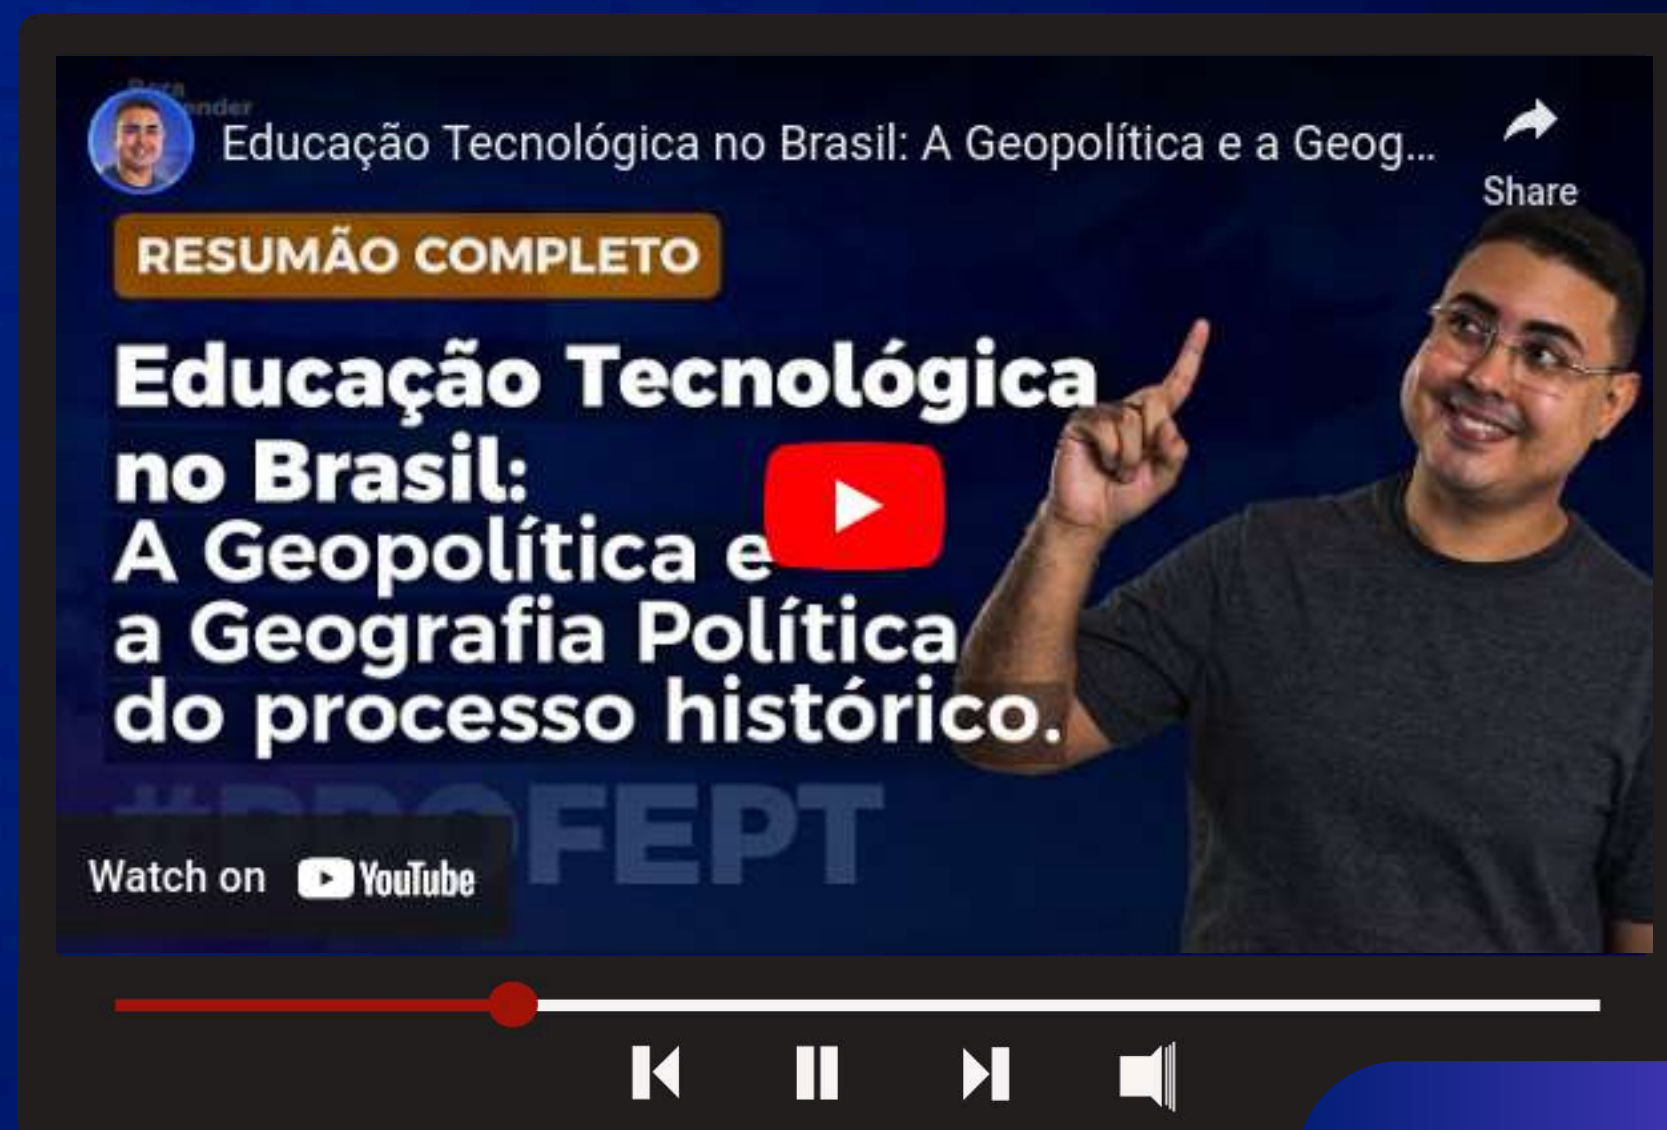 Educação Tecnológica no Brasil: A Geopolítica e a Geog...
Share
RESUMÃO COMPLETO
Educação Tecnológica
no Brasil:
A Geopolítica e
a Geografia Política
do processo histórico.
#PROFEPT
Watch on YouTube